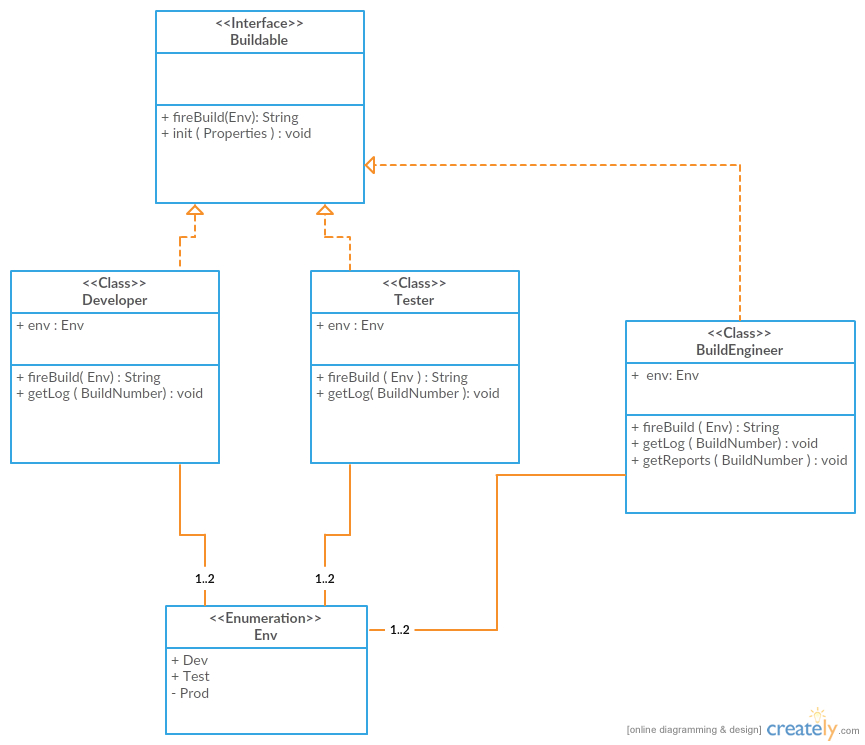 <<Interface>>
Buildable
+ fireBuild(Env): String
+ init ( Properties ) : void
<<Class>>
Developer
+ env : Env
+ fireBuild( Env) : String
+ getLog ( BuildNumber) : void
<<Class>>
Tester
+ env : Env
+ fireBuild ( Env ) : String
+ getLog( BuildNumber ): void
<<Class>>
BuildEngineer
+  env: Env
+ fireBuild ( Env) : String
+ getLog ( BuildNumber) : void
+ getReports ( BuildNumber ) : void
1..2
1..2
1..2
<<Enumeration>>
Env
+ Dev
+ Test
- Prod
[online diagramming & design] creately.com